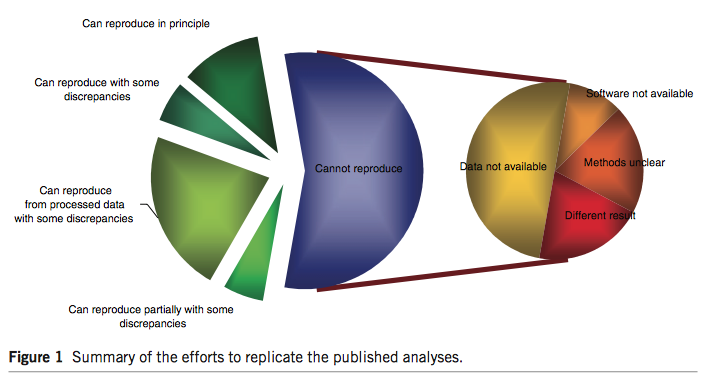 Can reproduce in principle
Can reproduce with some
discrepancies
Can reproduce
from processed data
with some discrepancies
Can reproduce partially with some
discrepancies
Cannot reproduce
Software not available
Data not available
Methods unclear
Different result
Figure 1 Summary of the efforts to replicate the published analyses.